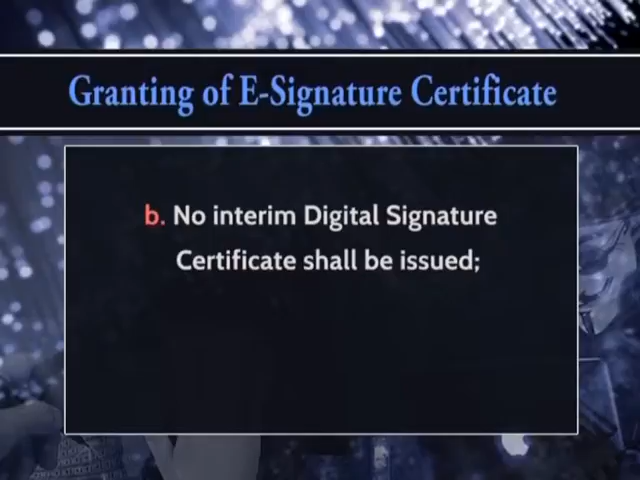 Granting of E-Signature Certificate
b. No interim Digital Signature
Certificate shall be issued;